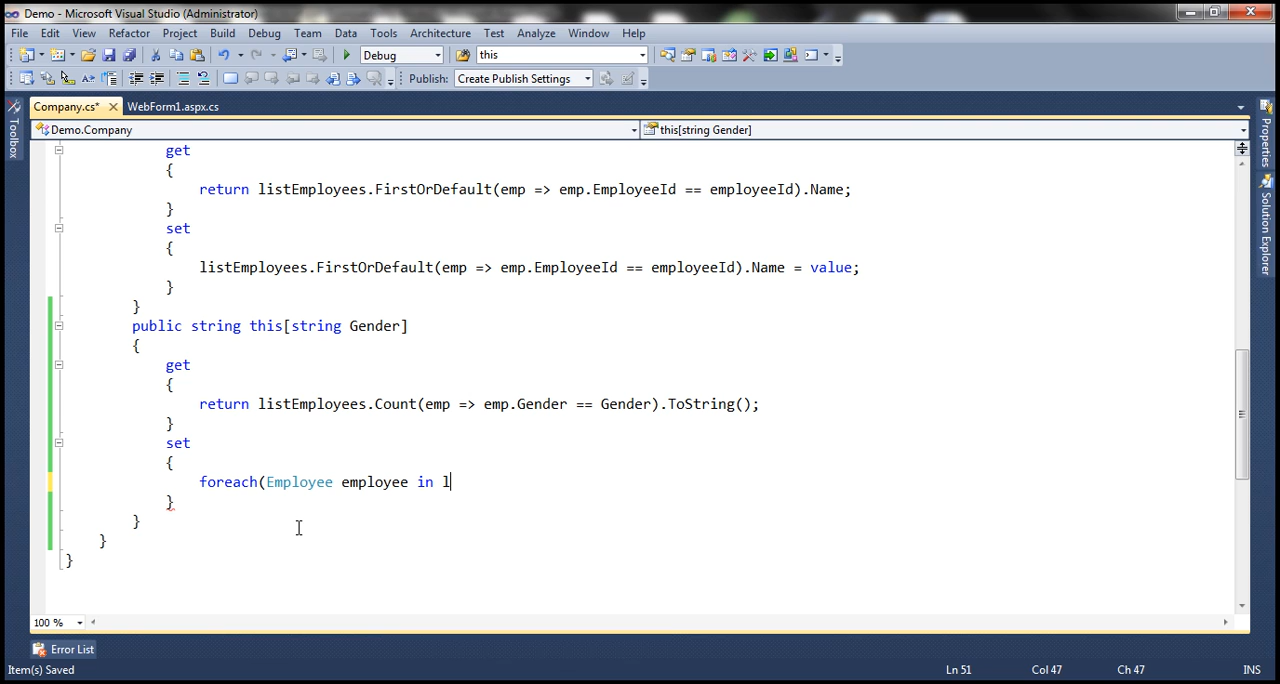 Demo - Microsoft Visual Studio (Administrator)
File Edit View Refactor Project Build Debug Team Data Tools Architecture Test Analyze Window Help
Debug this
Publish: Create Publish Settings
Company.cs* WebForm1.aspx.cs
Demo.Company this[string Gender]
Toolbox
Properties
Solution Explorer
get
{
return listEmployees.FirstOrDefault(emp => emp.EmployeeId == employeeId).Name;
}
set
{
listEmployees.FirstOrDefault(emp => emp.EmployeeId == employeeId).Name = value;
}
}
public string this[string Gender]
{
get
{
return listEmployees.Count(emp => emp.Gender == Gender).ToString();
}
set
{
foreach(Employee employee in l
}
}
}
}
100 %
Error List
Item(s) Saved Ln 51 Col 47 Ch 47 INS